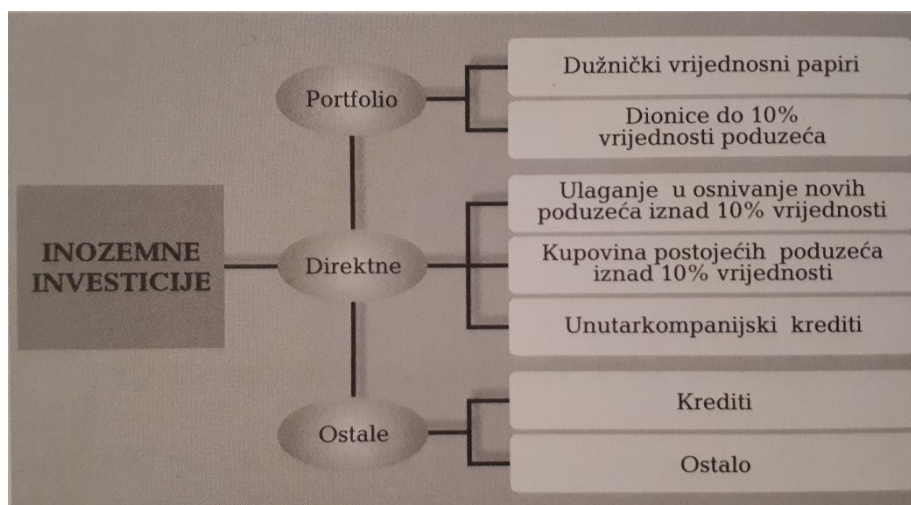 INOZEMNE
INVESTICIJE
Portfolio
Dužnički vrijednosni papiri
Dionice do 10%
vrijednosti poduzeća
Direktne
Ulaganje u osnivanje novih
poduzeća iznad 10% vrijednosti
Kupovina postojećih poduzeća
iznad 10% vrijednosti
Unutarkompanijski krediti
Ostale
Krediti
Ostalo